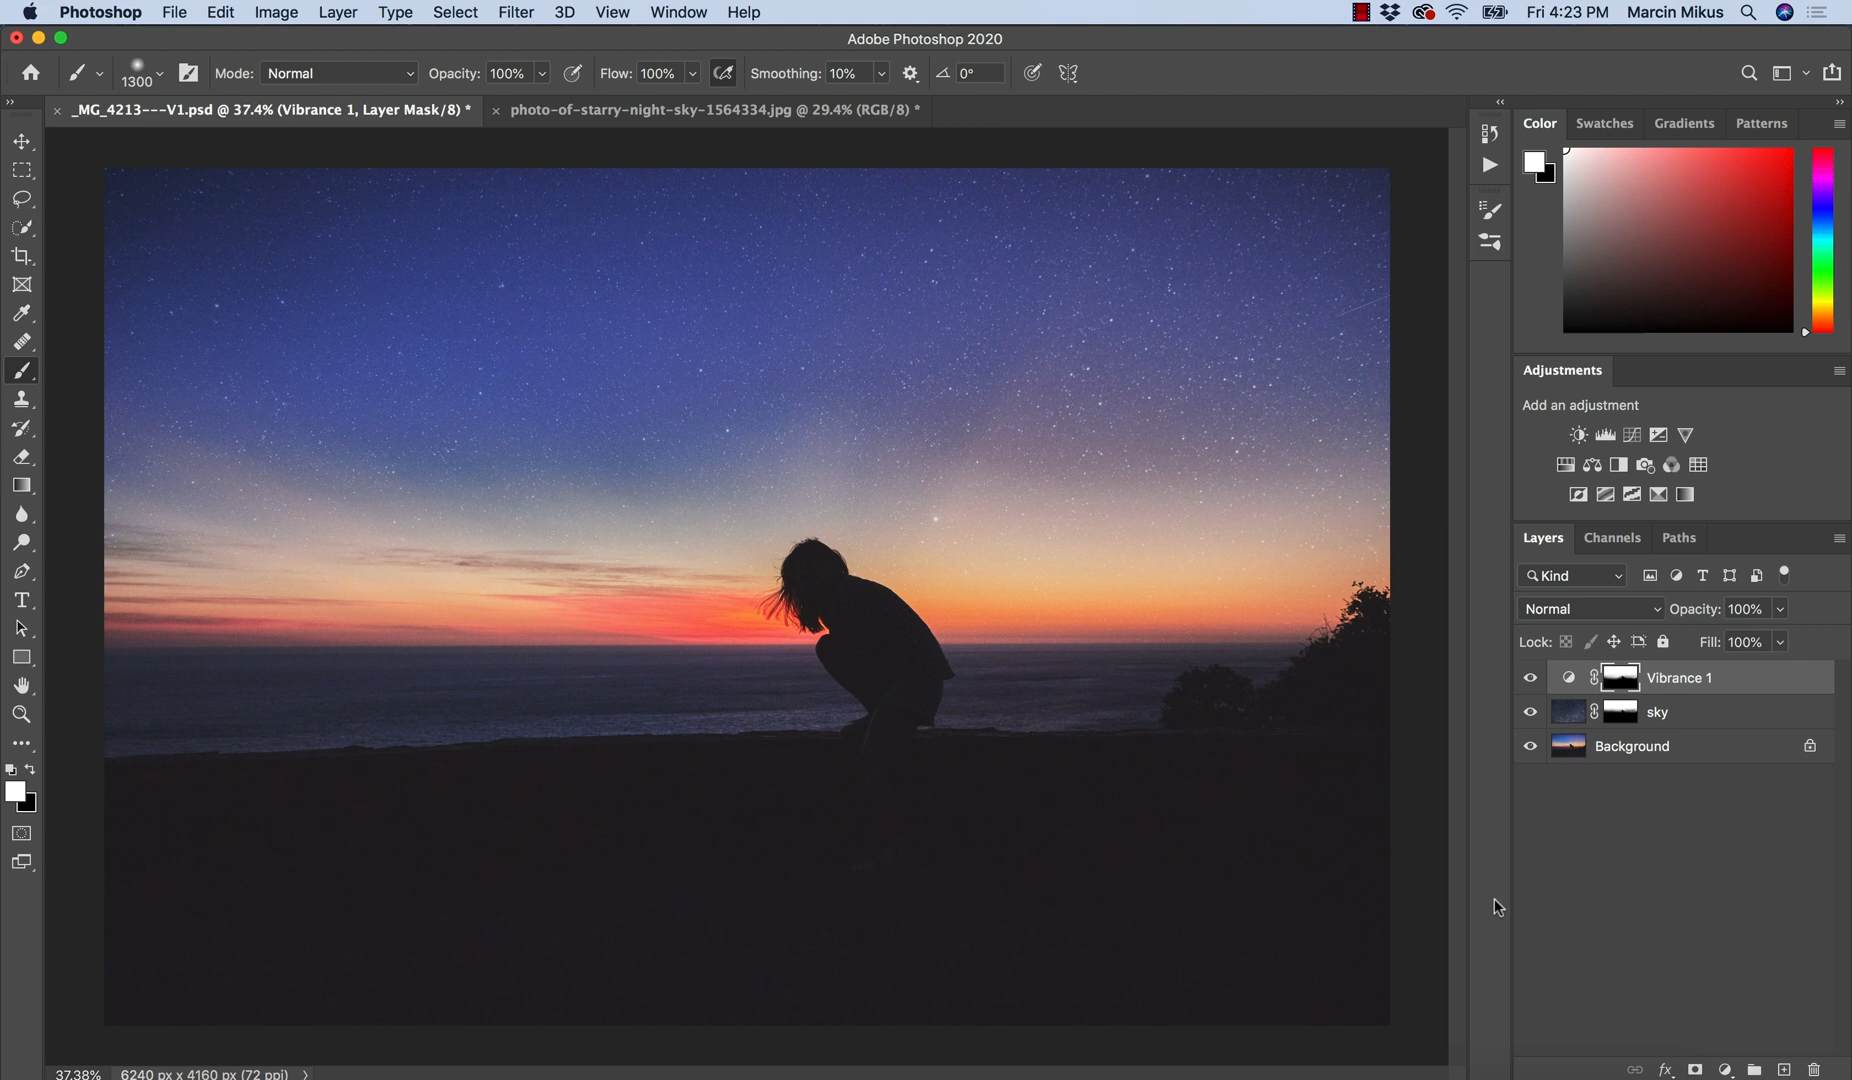 Photoshop File Edit Image Layer Type Select Filter 3D View Window Help Fri 4:23 PM Marcin Mikus
Adobe Photoshop 2020
1300 Mode: Normal Opacity: 100% Flow: 100% Smoothing: 10% 0°
_MG_4213---V1.psd @ 37.4% (Vibrance 1, Layer Mask/8) * photo-of-starry-night-sky-1564334.jpg @ 29.4% (RGB/8) *
Color Swatches Gradients Patterns
Adjustments
Add an adjustment
Layers Channels Paths
Kind
Normal Opacity: 100%
Lock: Fill: 100%
Vibrance 1
sky
Background
37.38% 6240 px x 4160 px (72 ppi)